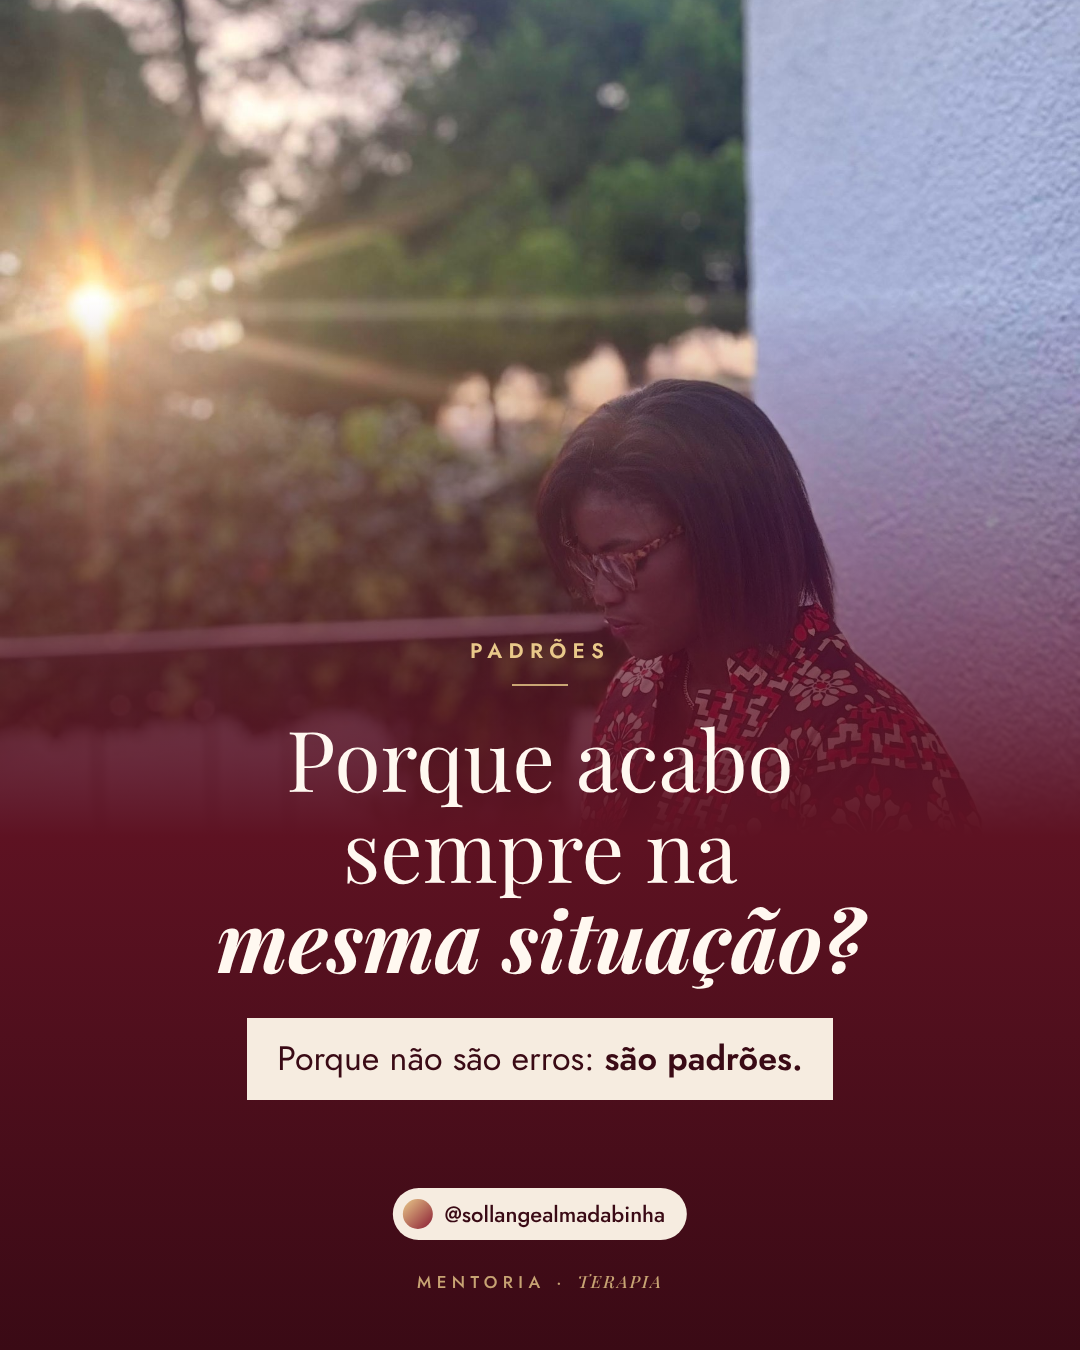 PADRÕES
Porque acabo
sempre na
mesma situação?
Porque não são erros: são padrões.
@sollangealmadabinha
MENTORIA · TERAPIA